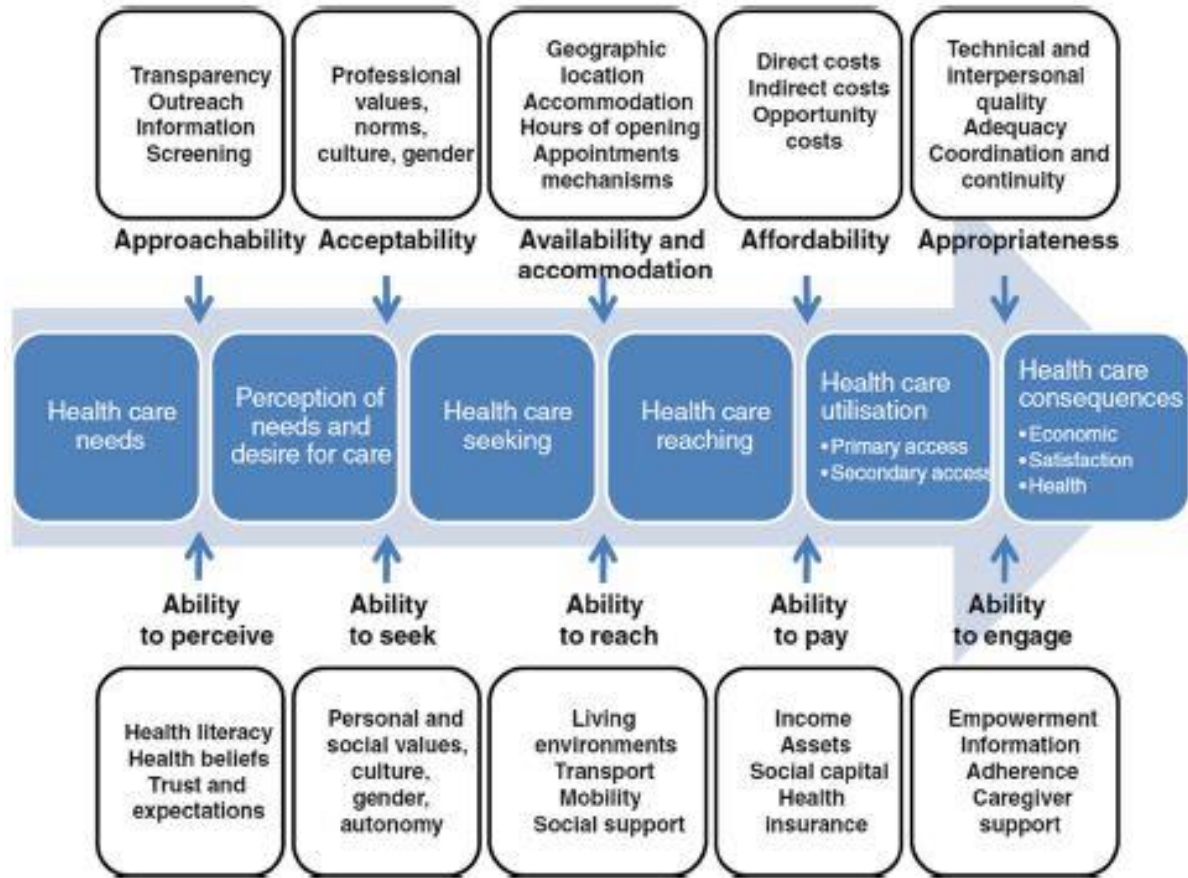 Transparency
Outreach
Information
Screening
Professional
values,
norms,
culture, gender
Geographic
location
Accommodation
Hours of opening
Appointments
mechanisms
Direct costs
Indirect costs
Opportunity
costs
Technical and
interpersonal
quality
Adequacy
Coordination and
continuity
Approachability
Acceptability
Availability and
accommodation
Affordability
Appropriateness
Health care
needs
Perception of
needs and
desire for care
Health care
seeking
Health care
reaching
Health care
utilisation
•Primary access
•Secondary access
Health care
consequences
•Economic
•Satisfaction
•Health
Ability
to perceive
Ability
to seek
Ability
to reach
Ability
to pay
Ability
to engage
Health literacy
Health beliefs
Trust and
expectations
Personal and
social values,
culture,
gender,
autonomy
Living
environments
Transport
Mobility
Social support
Income
Assets
Social capital
Health
insurance
Empowerment
Information
Adherence
Caregiver
support